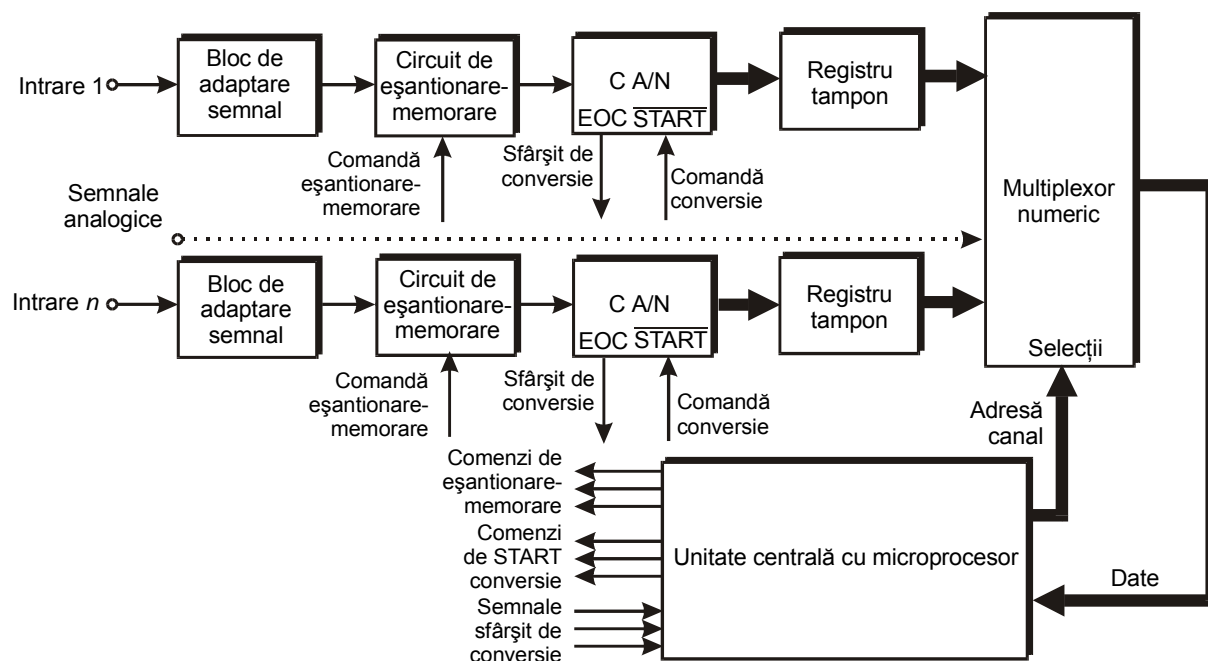 Intrare 1
Bloc de
adaptare
semnal
Circuit de
eşantionare-
memorare
C A/N
EOC START
Registru
tampon
Multiplexor
numeric
Selecții
Comandă
eşantionare-
memorare
Sfârşit de
conversie
Comandă
conversie
Semnale
analogice
Intrare n
Bloc de
adaptare
semnal
Circuit de
eşantionare-
memorare
C A/N
EOC START
Registru
tampon
Comandă
eşantionare-
memorare
Sfârşit de
conversie
Comandă
conversie
Adresă
canal
Comenzi de
eşantionare-
memorare
Comenzi
de START
conversie
Semnale
sfârşit de
conversie
Unitate centrală cu microprocesor
Date